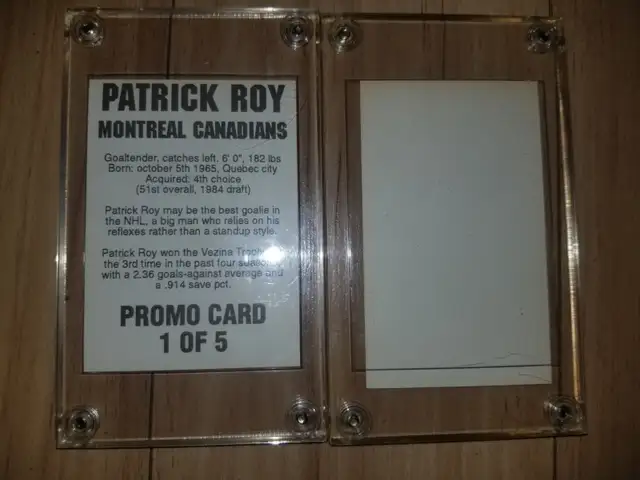 PATRICK ROY
MONTREAL CANADIANS
Goaltender, catches left. 6' 0", 182 lbs
Born: october 5th 1965, Quebec city
Acquired: 4th choice
(51st overall, 1984 draft)
Patrick Roy may be the best goalie in
the NHL, a big man who relies on his
reflexes rather than a standup style.
Patrick Roy won the Vezina Trophy
the 3rd time in the past four seasons
with a 2.36 goals-against average and
a .914 save pct.
PROMO CARD
1 OF 5